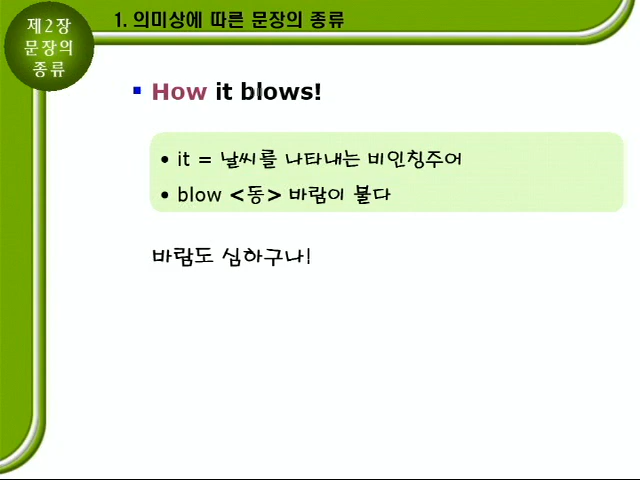 제2장
문장의
종류
1. 의미상에 따른 문장의 종류
▪ How it blows!
• it = 날씨를 나타내는 비인칭주어
• blow <동> 바람이 불다
바람도 심하구나!